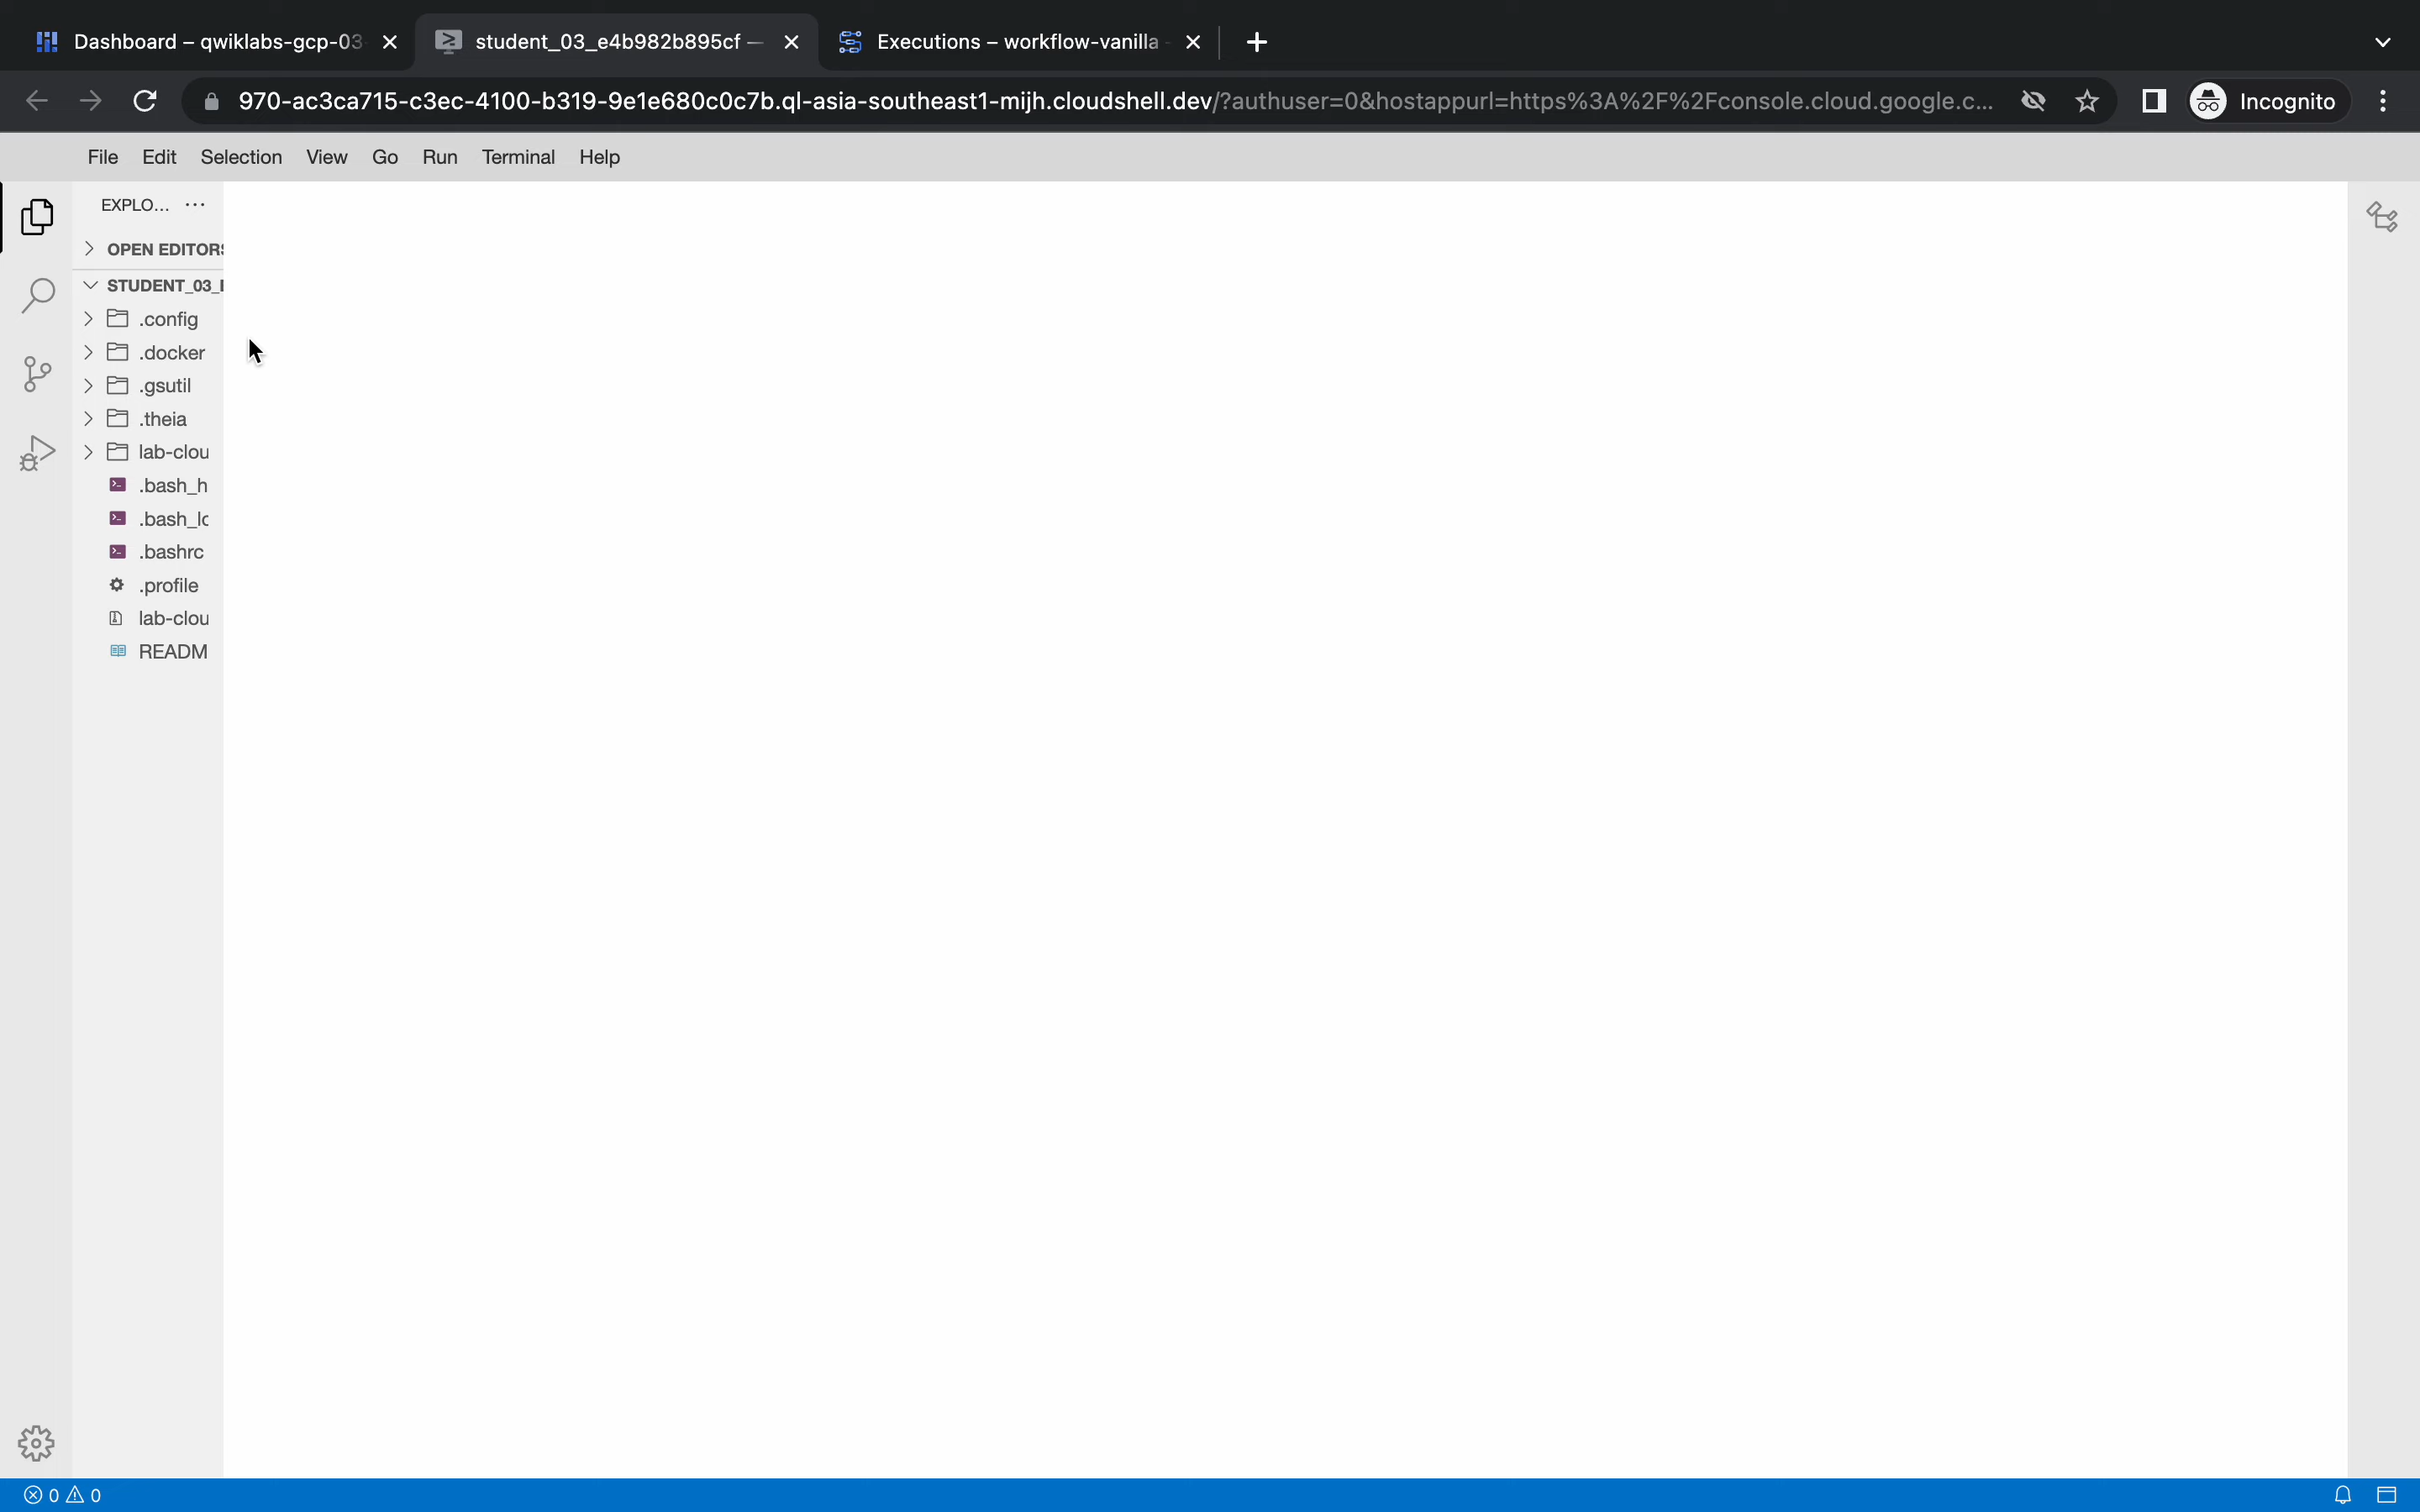 Dashboard – qwiklabs-gcp-03-
student_03_e4b982b895cf —
Executions – workflow-vanilla -
970-ac3ca715-c3ec-4100-b319-9e1e680c0c7b.ql-asia-southeast1-mijh.cloudshell.dev/?authuser=0&hostappurl=https%3A%2F%2Fconsole.cloud.google.c...
Incognito
File Edit Selection View Go Run Terminal Help
EXPLO...
OPEN EDITORS
STUDENT_03_
.config
.docker
.gsutil
.theia
lab-clou
.bash_h
.bash_lo
.bashrc
.profile
lab-clou
READM
0 0